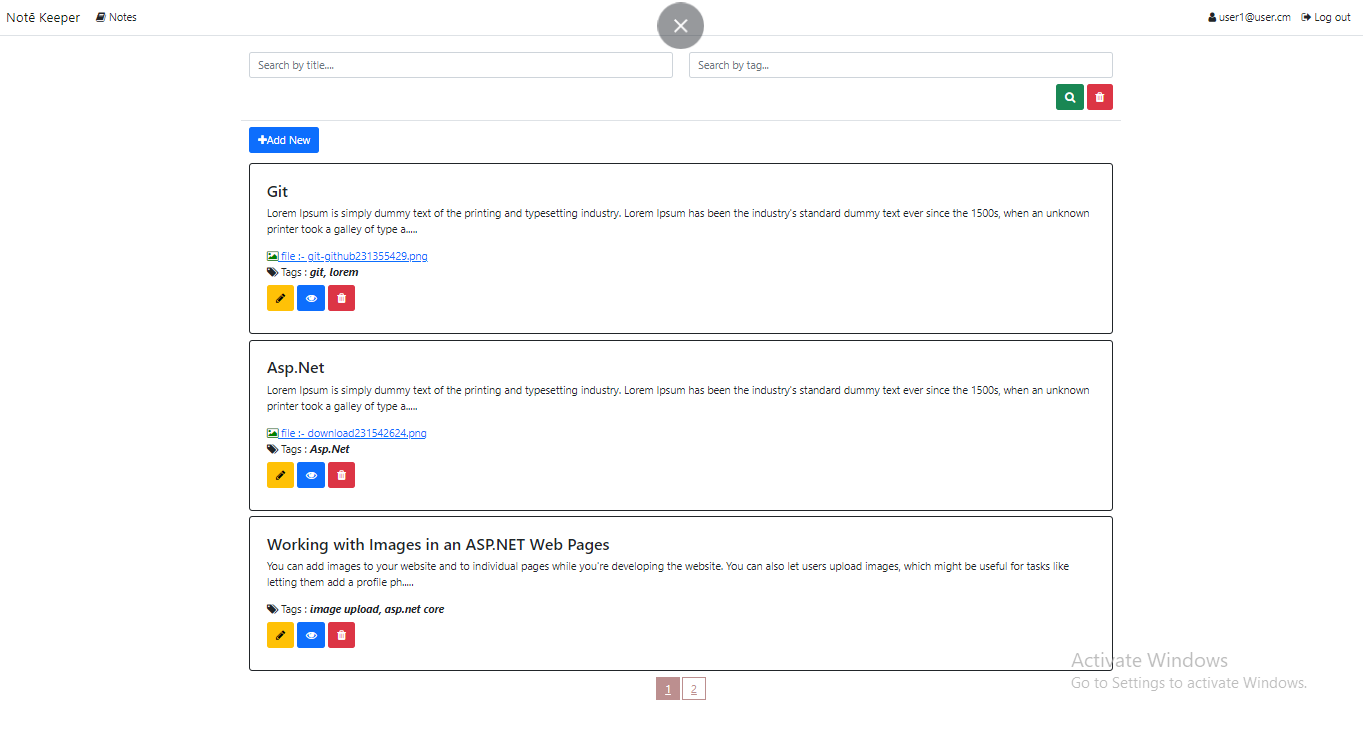 Notē Keeper Notes user1@user.cm Log out
Search by title.... Search by tag...
Add New
Git
Lorem Ipsum is simply dummy text of the printing and typesetting industry. Lorem Ipsum has been the industry's standard dummy text ever since the 1500s, when an unknown
printer took a galley of type a.....
file :- git-github231355429.png
Tags : git, lorem
Asp.Net
Lorem Ipsum is simply dummy text of the printing and typesetting industry. Lorem Ipsum has been the industry's standard dummy text ever since the 1500s, when an unknown
printer took a galley of type a.....
file :- download231542624.png
Tags : Asp.Net
Working with Images in an ASP.NET Web Pages
You can add images to your website and to individual pages while you're developing the website. You can also let users upload images, which might be useful for tasks like
letting them add a profile ph.....
Tags : image upload, asp.net core
Activate Windows
Go to Settings to activate Windows.
1 2